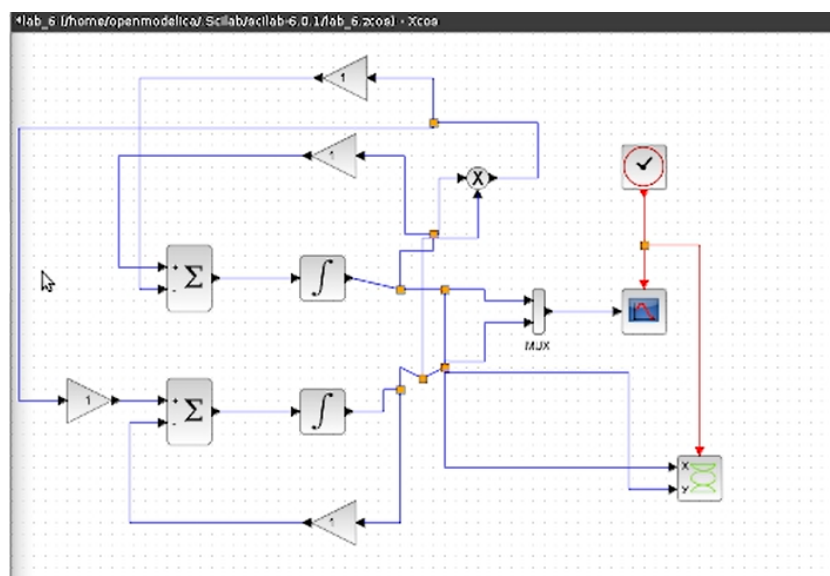 lab_6 (/home/openmodelica/.Scilab/scilab-6.0.1/lab_6.zcos) - Xcos
1
1
X
+
Σ
-
∫
MUX
1
+
Σ
-
∫
X
Y
1